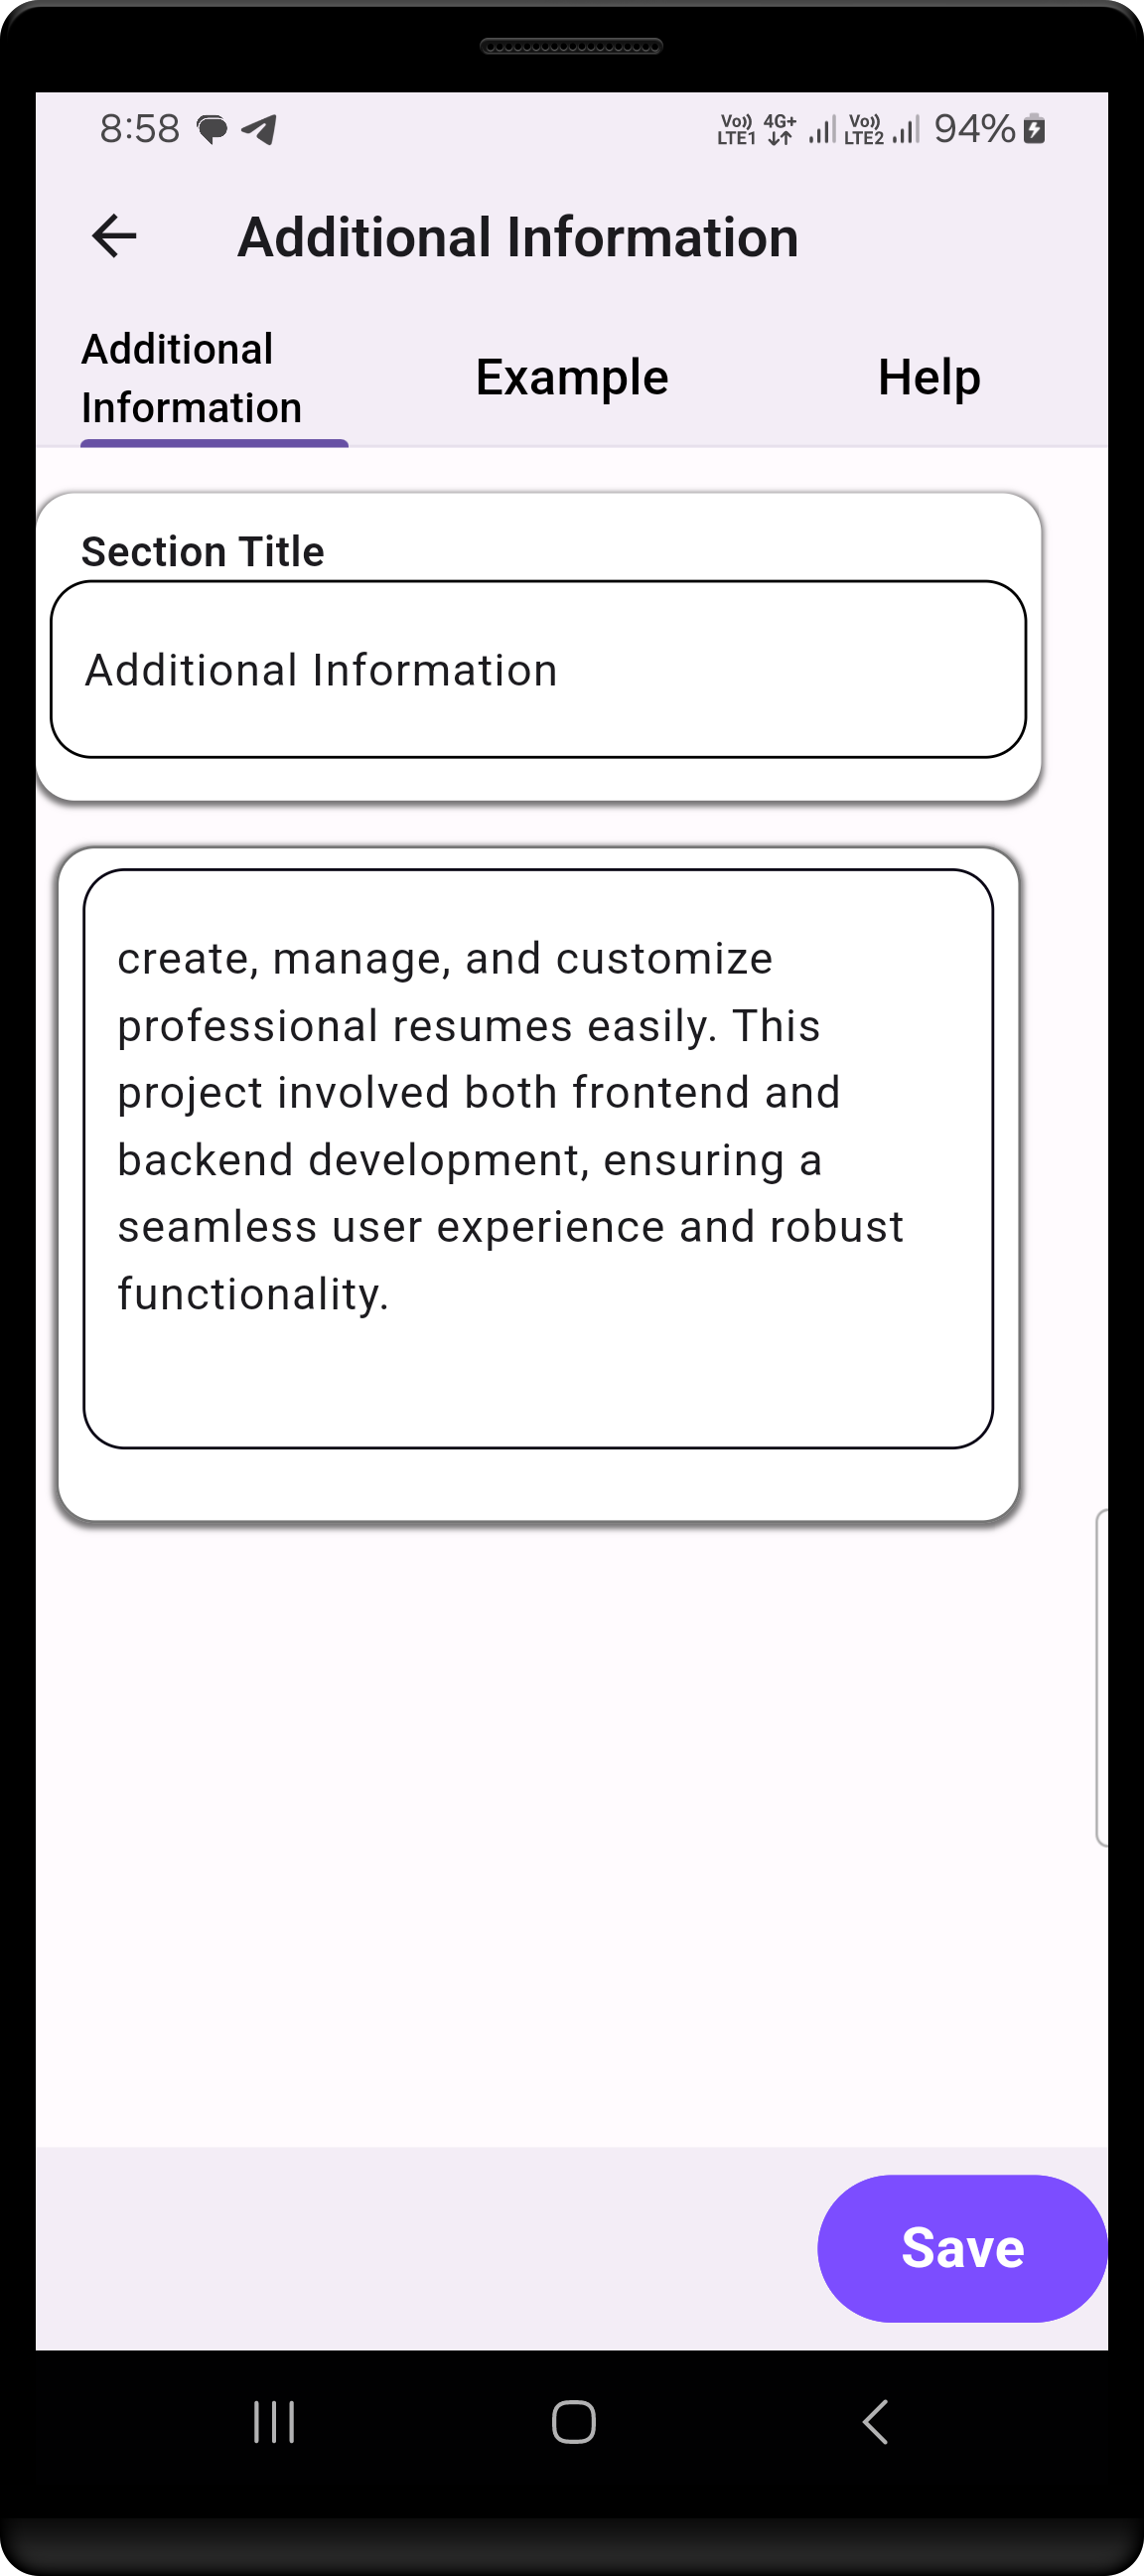 8:58 Vo)) LTE1 4G+ Vo)) LTE2 94%
Additional Information
Additional
Information
Example
Help
Section Title
Additional Information
create, manage, and customize
professional resumes easily. This
project involved both frontend and
backend development, ensuring a
seamless user experience and robust
functionality.
Save